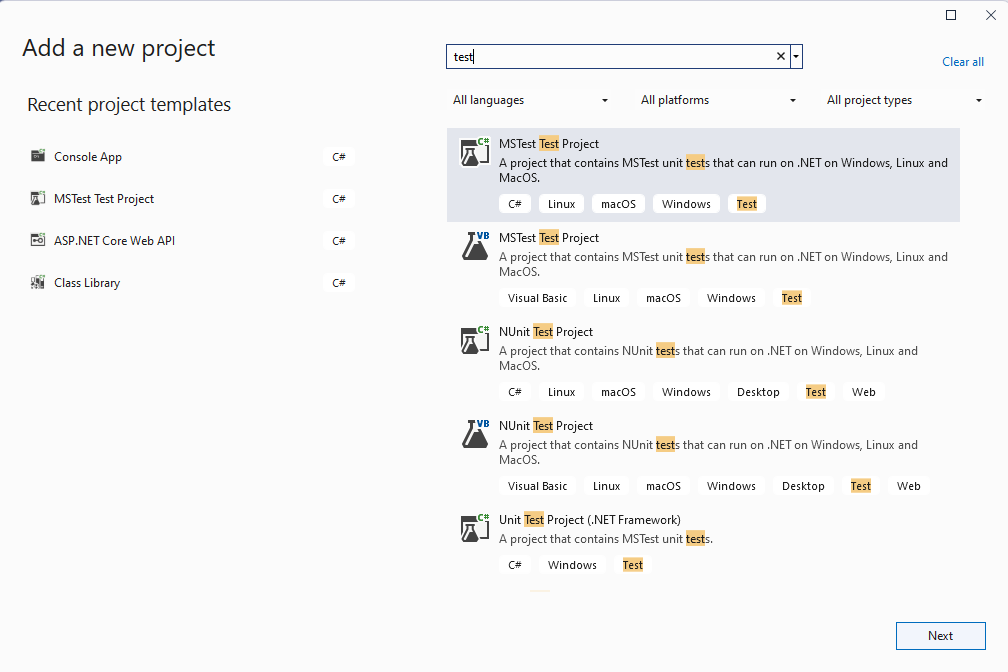 Add a new project
Recent project templates
Console App C#
MSTest Test Project C#
ASP.NET Core Web API C#
Class Library C#
test
Clear all
All languages All platforms All project types
C#
MSTest Test Project
A project that contains MSTest unit tests that can run on .NET on Windows, Linux and
MacOS.
C# Linux macOS Windows Test
VB
MSTest Test Project
A project that contains MSTest unit tests that can run on .NET on Windows, Linux and
MacOS.
Visual Basic Linux macOS Windows Test
C#
NUnit Test Project
A project that contains NUnit tests that can run on .NET on Windows, Linux and
MacOS.
C# Linux macOS Windows Desktop Test Web
VB
NUnit Test Project
A project that contains NUnit tests that can run on .NET on Windows, Linux and
MacOS.
Visual Basic Linux macOS Windows Desktop Test Web
C#
Unit Test Project (.NET Framework)
A project that contains MSTest unit tests.
C# Windows Test
Next